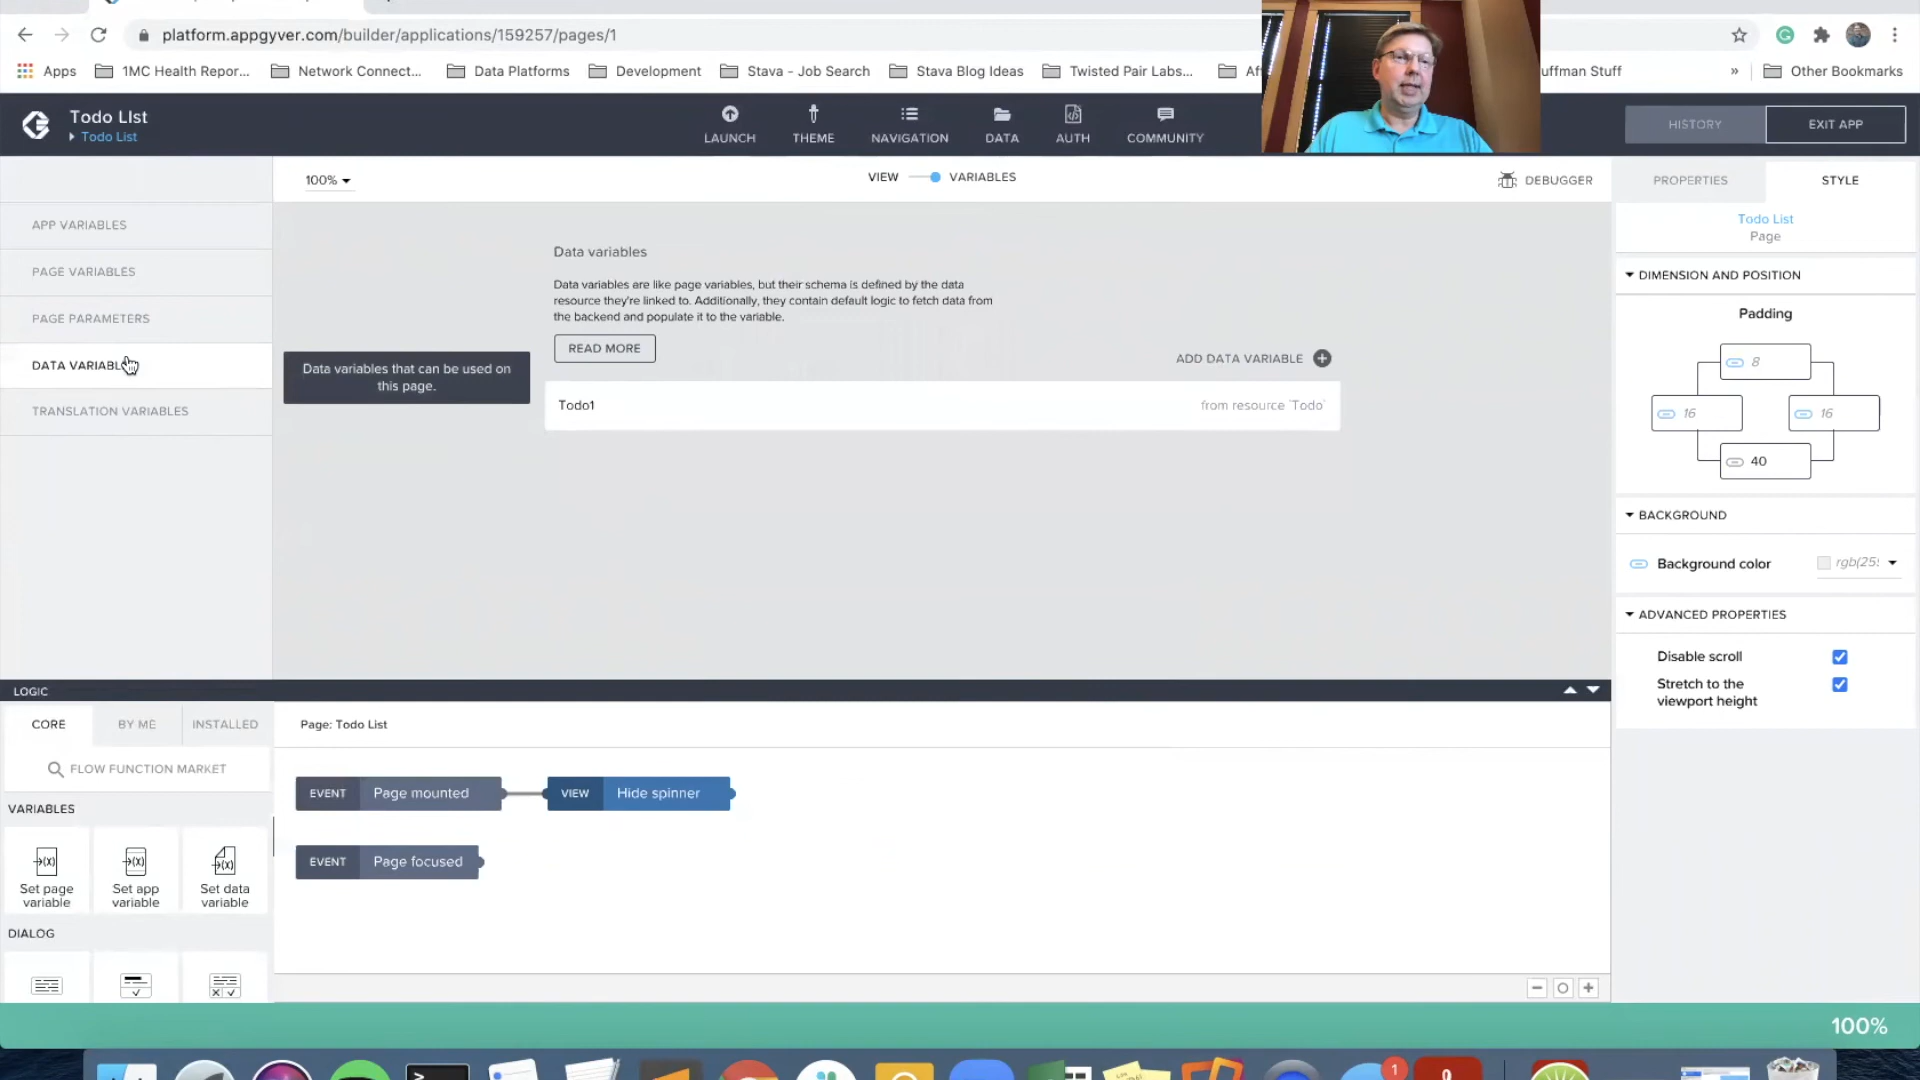 platform.appgyver.com/builder/applications/159257/pages/1
Apps
1MC Health Repor...
Network Connect...
Data Platforms
Development
Stava - Job Search
Stava Blog Ideas
Twisted Pair Labs...
uffman Stuff
»
Other Bookmarks
Todo LIst
Todo List
LAUNCH
THEME
NAVIGATION
DATA
AUTH
COMMUNITY
HISTORY
EXIT APP
100%
VIEW
VARIABLES
DEBUGGER
PROPERTIES
STYLE
APP VARIABLES
PAGE VARIABLES
PAGE PARAMETERS
DATA VARIABL
TRANSLATION VARIABLES
Data variables
Data variables are like page variables, but their schema is defined by the data
resource they're linked to. Additionally, they contain default logic to fetch data from
the backend and populate it to the variable.
READ MORE
Data variables that can be used on
this page.
ADD DATA VARIABLE
Todo1
from resource `Todo`
Todo List
Page
DIMENSION AND POSITION
Padding
8
16
16
40
BACKGROUND
Background color
rgb(25
ADVANCED PROPERTIES
Disable scroll
Stretch to the
viewport height
LOGIC
CORE
BY ME
INSTALLED
Page: Todo List
FLOW FUNCTION MARKET
EVENT
Page mounted
VIEW
Hide spinner
VARIABLES
EVENT
Page focused
Set page
variable
Set app
variable
Set data
variable
DIALOG
100%
1